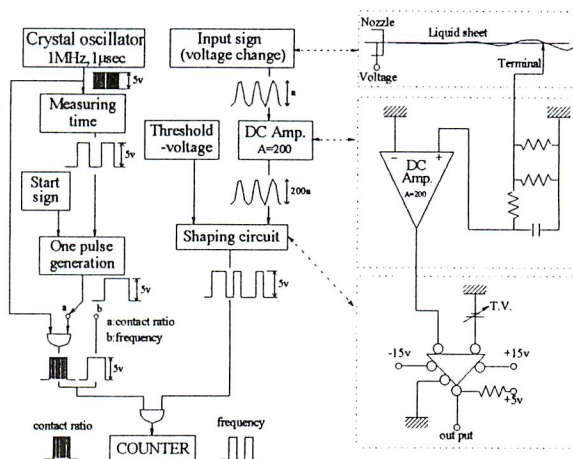 Crystal oscillator
1MHz, 1μsec
5v
Measuring
time
5v
Start
sign
One pulse
generation
5v
a
b
a:contact ratio
b:frequency
5v
contact ratio
COUNTER
frequency
Input sign
(voltage change)
a
Threshold
-voltage
DC Amp.
A=200
200a
Shaping circuit
5v
Nozzle
Liquid sheet
Voltage
Terminal
- +
DC
Amp.
A=200
T.V.
-15v
+15v
+5v
out put